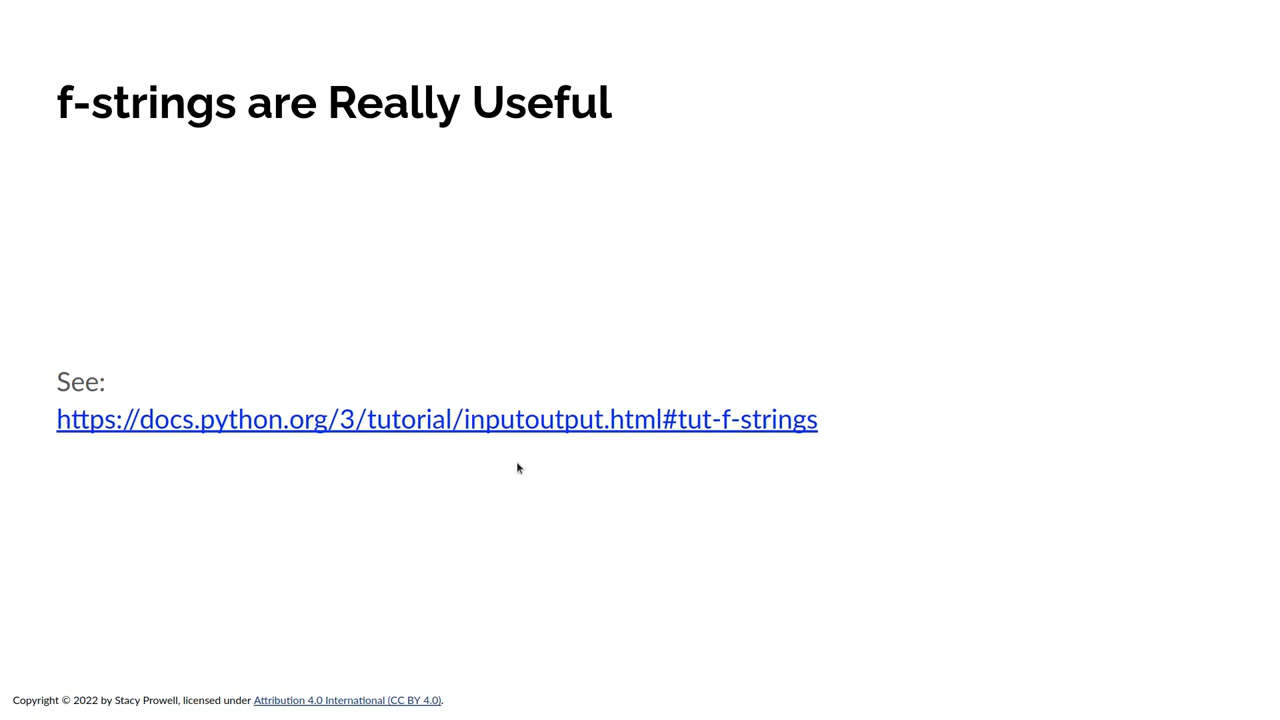 f-strings are Really Useful
See:
https://docs.python.org/3/tutorial/inputoutput.html#tut-f-strings
Copyright © 2022 by Stacy Prowell, licensed under Attribution 4.0 International (CC BY 4.0).